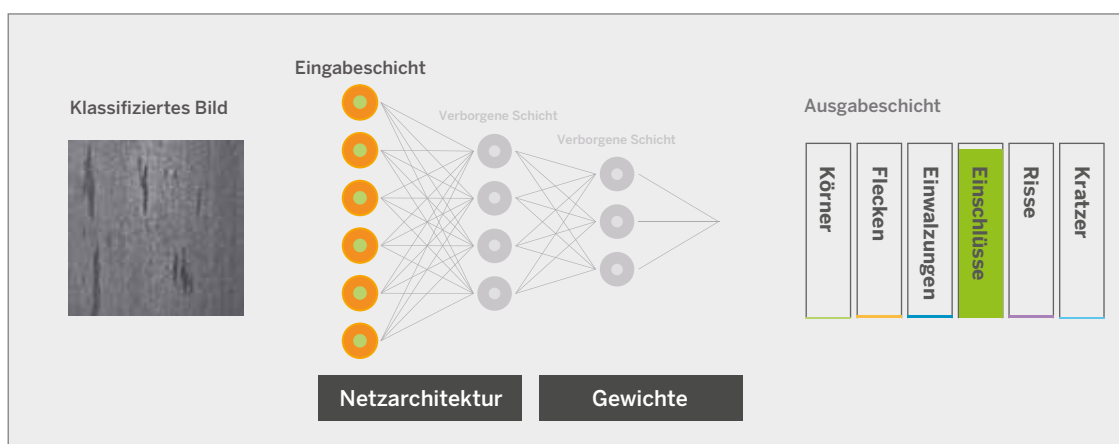 Eingabeschicht
Klassifiziertes Bild
Verborgene Schicht
Verborgene Schicht
Ausgabeschicht
Körner
Flecken
Einwalzungen
Einschlüsse
Risse
Kratzer
Netzarchitektur
Gewichte